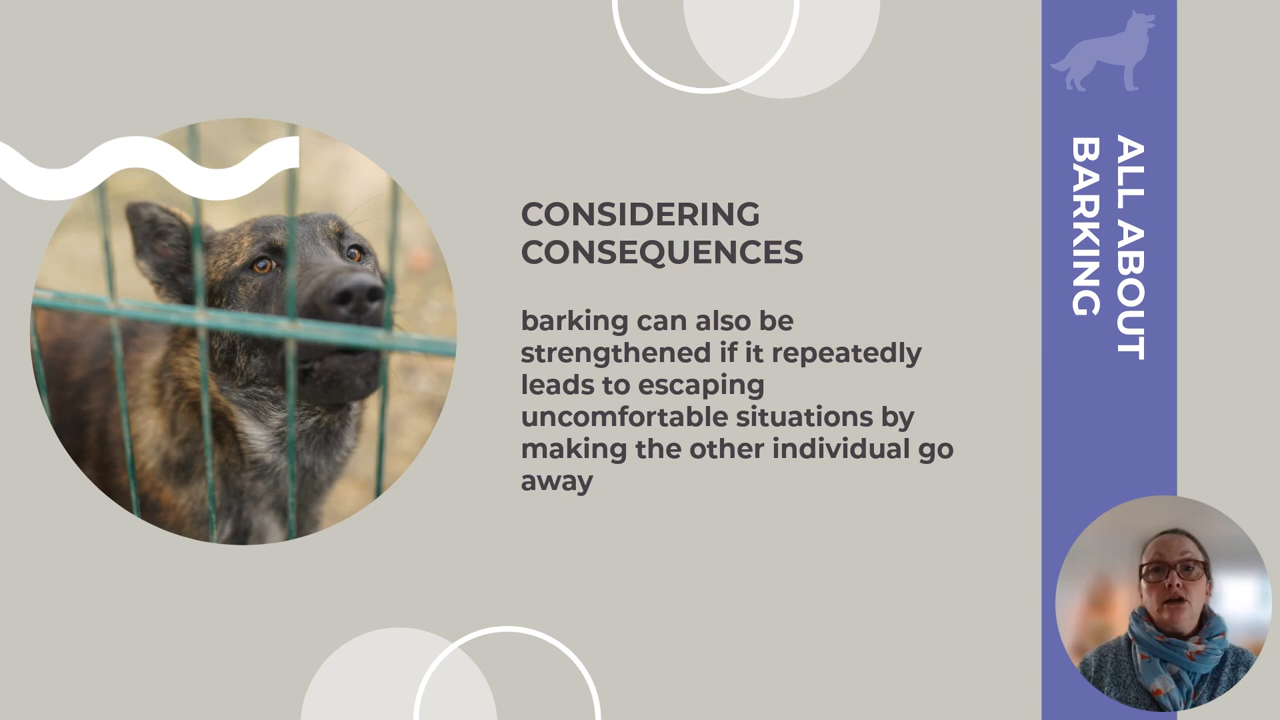 CONSIDERING
CONSEQUENCES
barking can also be
strengthened if it repeatedly
leads to escaping
uncomfortable situations by
making the other individual go
away
ALL ABOUT
BARKING